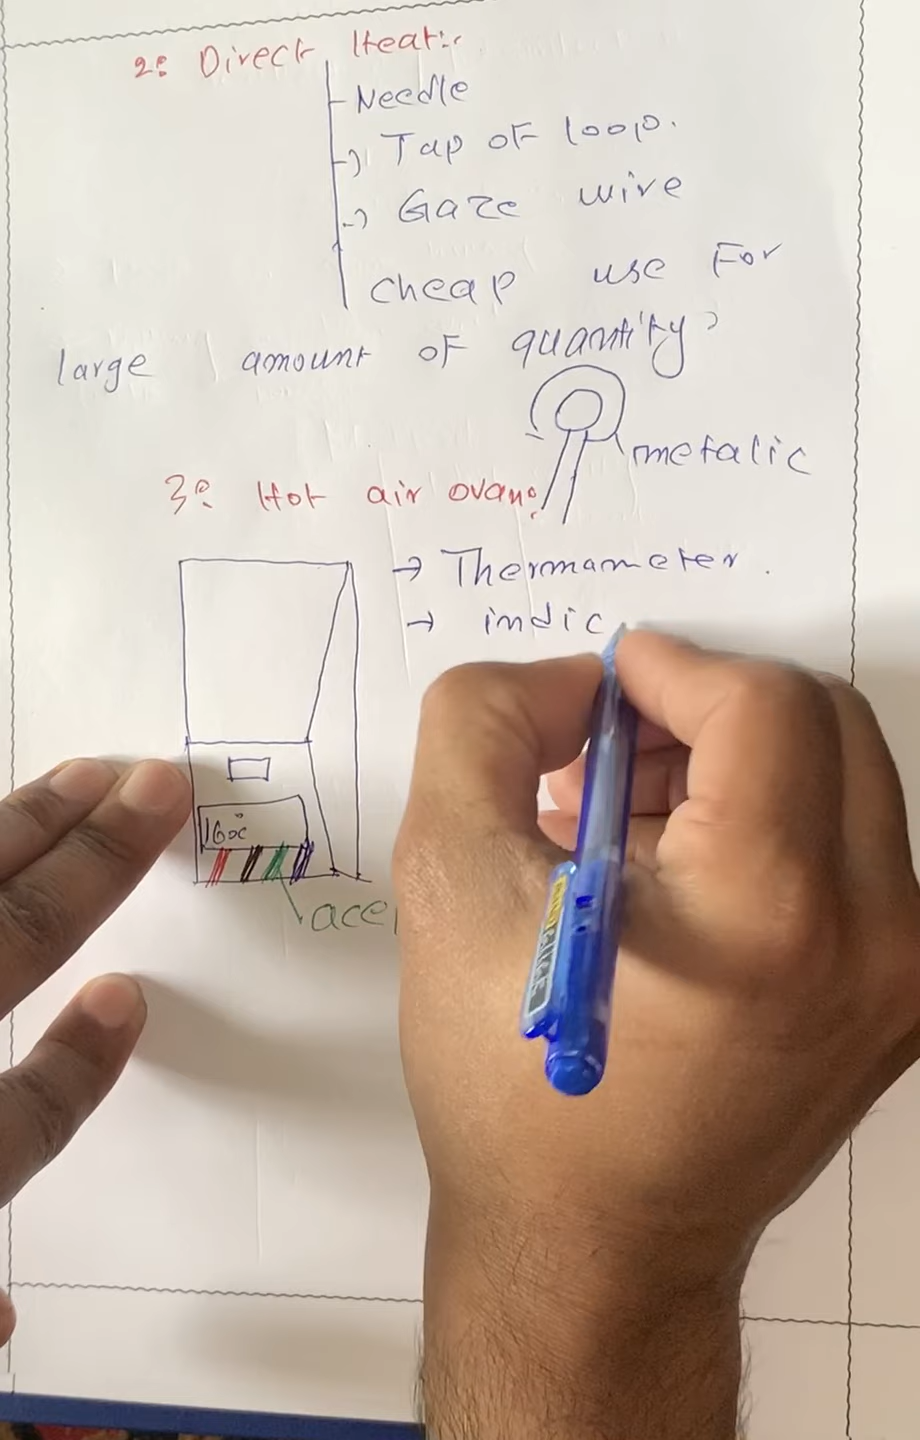 2: Direct Heat:
Needle
→ Tap of loop.
→ Gaze wire
cheap use For
large amount of quantity
metalic
3: Hot air ovan:
→ Thermameter.
→ indic
160c